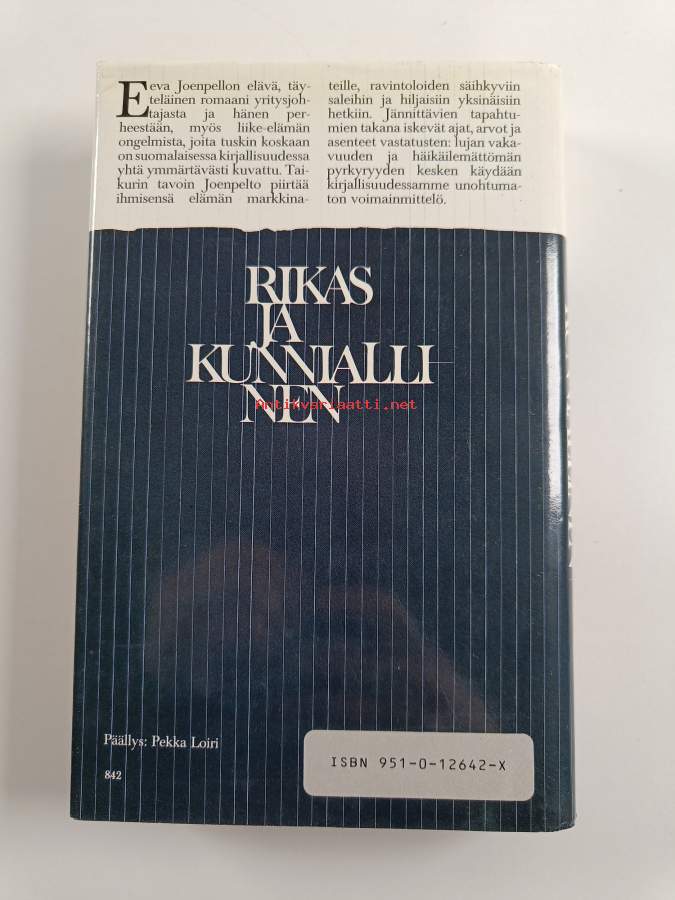 Eeva Joenpellon elävä, täy-
teläinen romaani yritysjoh-
tajasta ja hänen per-
heestään, myös liike-elämän
ongelmista, joita tuskin koskaan
on suomalaisessa kirjallisuudessa
yhtä ymmärtävästi kuvattu. Tai-
kurin tavoin Joenpelto piirtää
ihmisensä elämän markkina-
teille, ravintoloiden säihkyviin
saleihin ja hiljaisiin yksinäisiin
hetkiin. Jännittävien tapahtu-
mien takana iskevät ajat, arvot ja
asenteet vastatusten: lujan vaka-
vuuden ja häikäilemättömän
pyrkyryyden kesken käydään
kirjallisuudessamme unohtuma-
ton voimainmittelö.
RIKAS
JA
KUNNIALLI-
NEN
Antikvariaatti.net
Päällys: Pekka Loiri
842
ISBN 951-0-12642-X